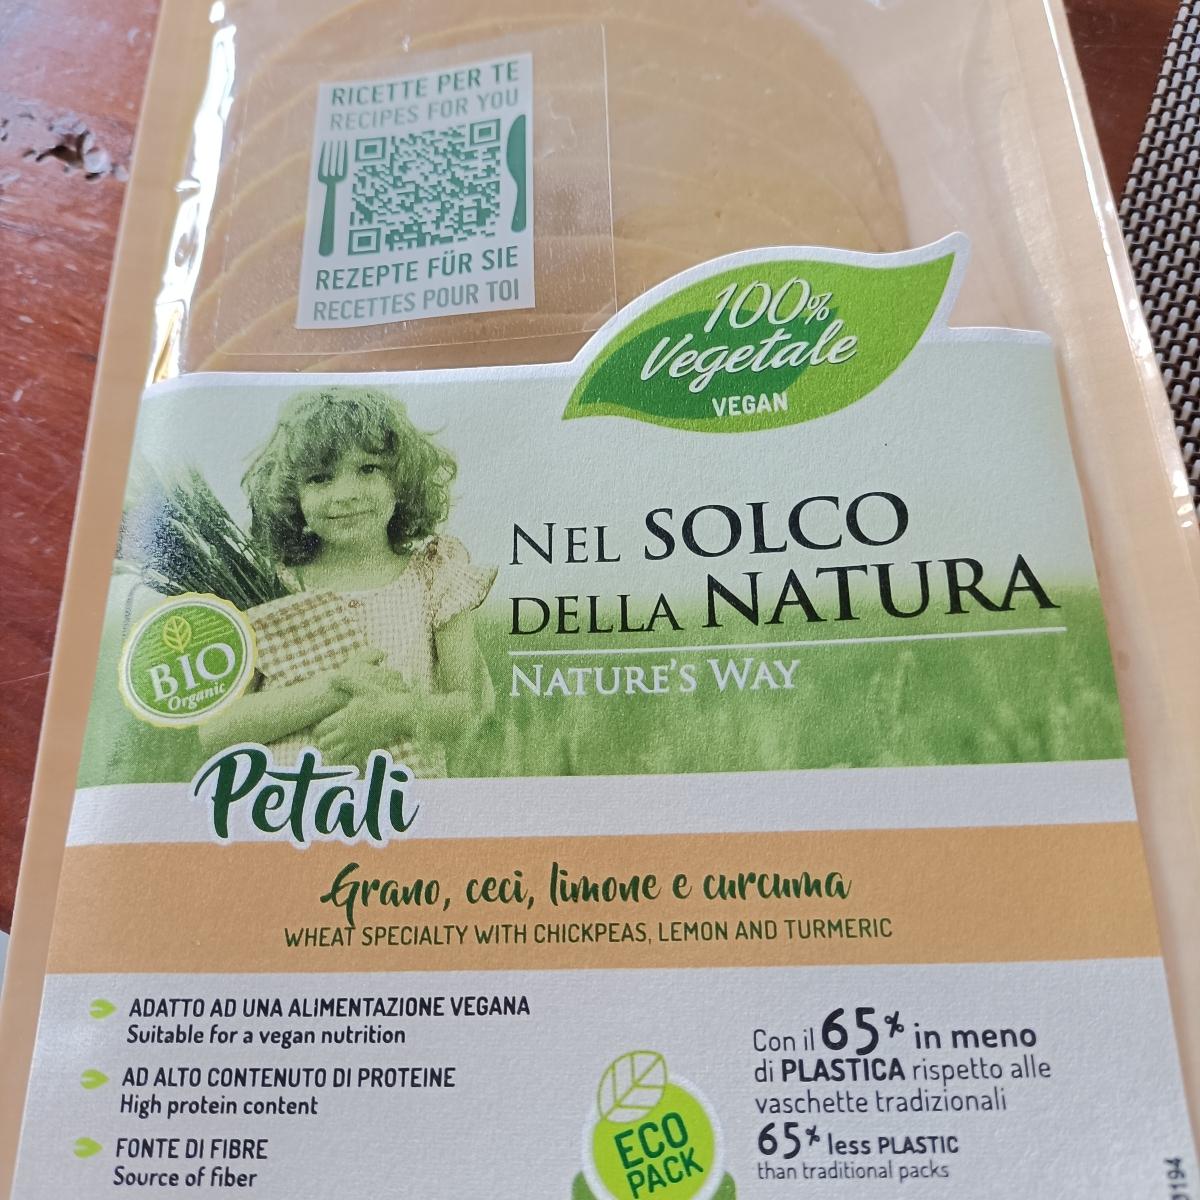 RICETTE PER TE
RECIPES FOR YOU
REZEPTE FÜR SIE
RECETTES POUR TOI
100%
Vegetale
VEGAN
NEL SOLCO
DELLA NATURA
NATURE'S WAY
BIO
Organic
Petali
Grano, ceci, limone e curcuma
WHEAT SPECIALTY WITH CHICKPEAS, LEMON AND TURMERIC
ADATTO AD UNA ALIMENTAZIONE VEGANA
Suitable for a vegan nutrition
AD ALTO CONTENUTO DI PROTEINE
High protein content
FONTE DI FIBRE
Source of fiber
ECO
PACK
Con il 65% in meno
di PLASTICA rispetto alle
vaschette tradizionali
65% less PLASTIC
than traditional packs